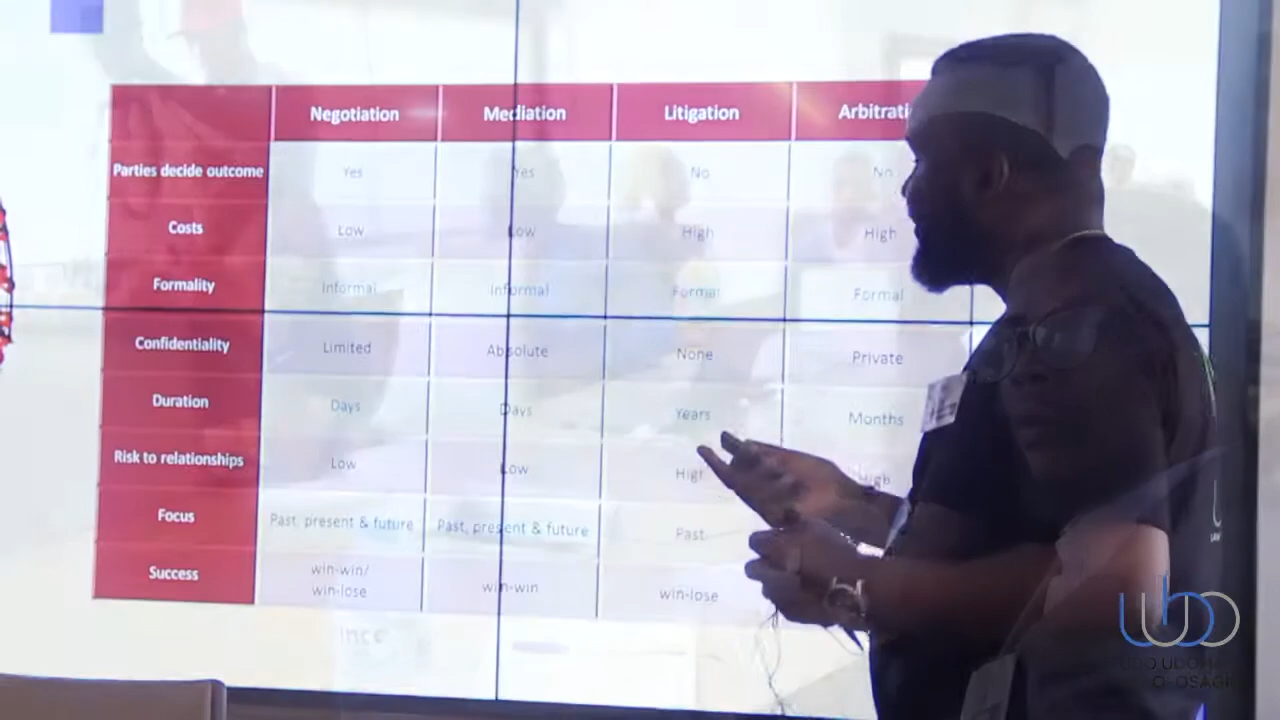 Negotiation Mediation Litigation
Parties decide outcome Yes Yes No No
Costs Low Low High High
Formality Informal Informal Formal Formal
Confidentiality Limited Absolute None Private
Duration Days Days Years Months
Risk to relationships Low Low High
Focus Past, present & future Past, present & future Past
Success win-win/
win-lose win-win win-lose
ubo